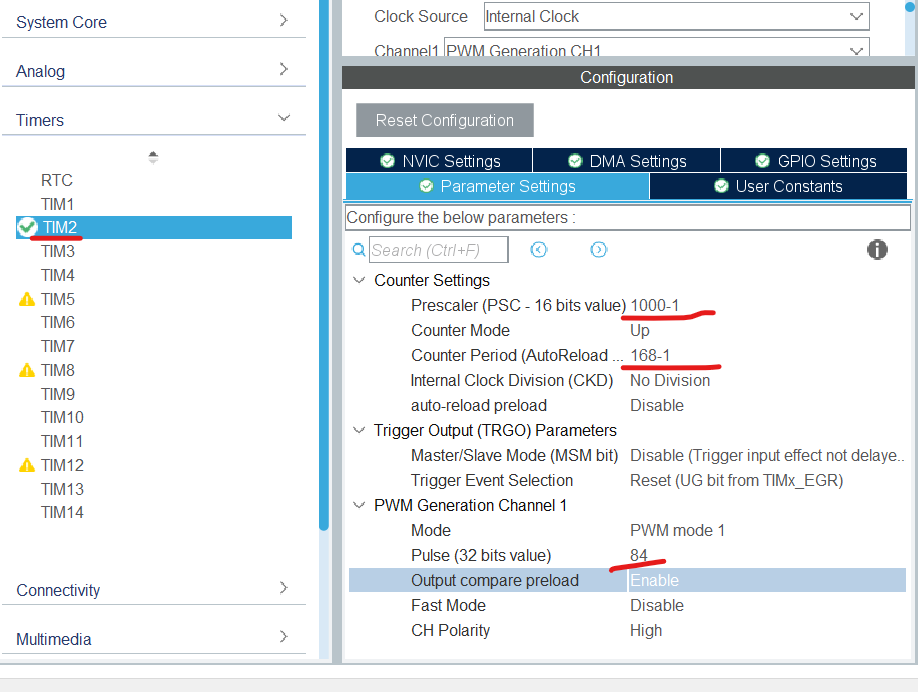 System Core
Analog
Timers
RTC
TIM1
TIM2
TIM3
TIM4
TIM5
TIM6
TIM7
TIM8
TIM9
TIM10
TIM11
TIM12
TIM13
TIM14
Connectivity
Multimedia
Clock Source Internal Clock
Channel1 PWM Generation CH1
Configuration
Reset Configuration
NVIC Settings DMA Settings GPIO Settings
Parameter Settings User Constants
Configure the below parameters :
Search (Ctrl+F)
Counter Settings
Prescaler (PSC - 16 bits value) 1000-1
Counter Mode Up
Counter Period (AutoReload ... 168-1
Internal Clock Division (CKD) No Division
auto-reload preload Disable
Trigger Output (TRGO) Parameters
Master/Slave Mode (MSM bit) Disable (Trigger input effect not delaye..
Trigger Event Selection Reset (UG bit from TIMx_EGR)
PWM Generation Channel 1
Mode PWM mode 1
Pulse (32 bits value) 84
Output compare preload Enable
Fast Mode Disable
CH Polarity High